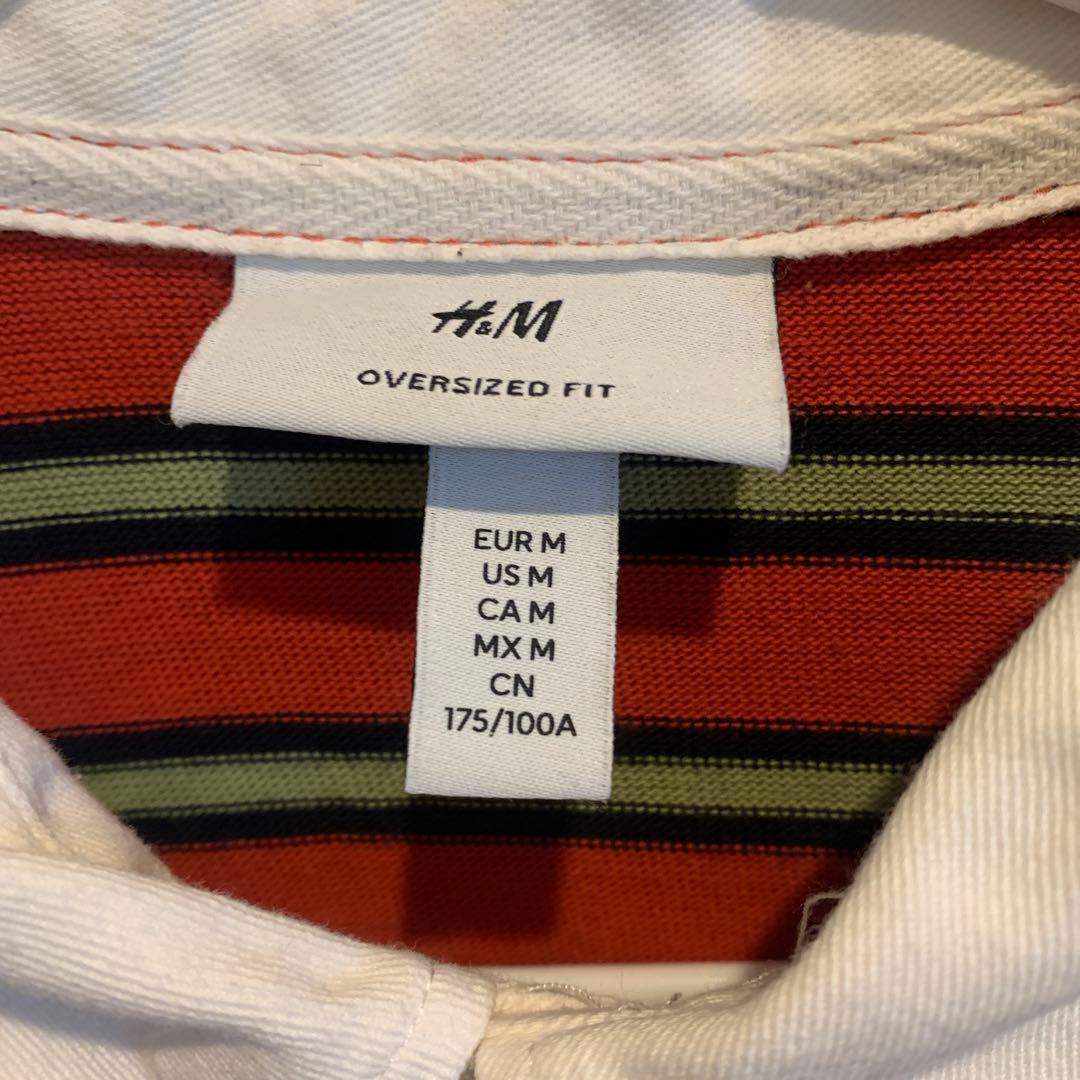 H&M
OVERSIZED FIT
EUR M
US M
CA M
MX M
CN
175/100A